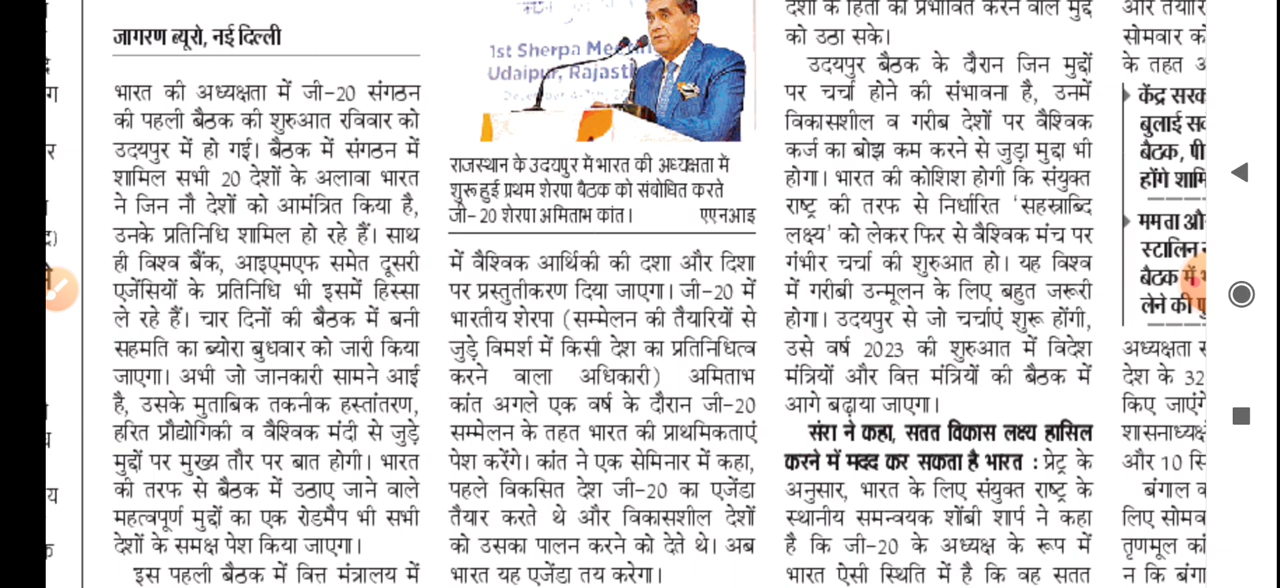 जागरण ब्यूरो, नई दिल्ली
भारत की अध्यक्षता में जी-20 संगठन
की पहली बैठक की शुरुआत रविवार को
उदयपुर में हो गई। बैठक में संगठन में
शामिल सभी 20 देशों के अलावा भारत
ने जिन नौ देशों को आमंत्रित किया है,
उनके प्रतिनिधि शामिल हो रहे हैं। साथ
ही विश्व बैंक, आइएमएफ समेत दूसरी
एजेंसियों के प्रतिनिधि भी इसमें हिस्सा
ले रहे हैं। चार दिनों की बैठक में बनी
सहमति का ब्योरा बुधवार को जारी किया
जाएगा। अभी जो जानकारी सामने आई
है, उसके मुताबिक तकनीक हस्तांतरण,
हरित प्रौद्योगिकी व वैश्विक मंदी से जुड़े
मुद्दों पर मुख्य तौर पर बात होगी। भारत
की तरफ से बैठक में उठाए जाने वाले
महत्वपूर्ण मुद्दों का एक रोडमैप भी सभी
देशों के समक्ष पेश किया जाएगा।
इस पहली बैठक में वित्त मंत्रालय में
1st Sherpa Meeting
Udaipur, Rajasth
राजस्थान के उदयपुर में भारत की अध्यक्षता में
शुरू हुई प्रथम शेरपा बैठक को संबोधित करते
जी-20 शेरपा अमिताभ कांत। एएनआइ
में वैश्विक आर्थिकी की दशा और दिशा
पर प्रस्तुतीकरण दिया जाएगा। जी-20 में
भारतीय शेरपा (सम्मेलन की तैयारियों से
जुड़े विमर्श में किसी देश का प्रतिनिधित्व
करने वाला अधिकारी) अमिताभ
कांत अगले एक वर्ष के दौरान जी-20
सम्मेलन के तहत भारत की प्राथमिकताएं
पेश करेंगे। कांत ने एक सेमिनार में कहा,
पहले विकसित देश जी-20 का एजेंडा
तैयार करते थे और विकासशील देशों
को उसका पालन करने को देते थे। अब
भारत यह एजेंडा तय करेगा।
देशों के हितों को प्रभावित करने वाले मुद्दे
को उठा सके।
उदयपुर बैठक के दौरान जिन मुद्दों
पर चर्चा होने की संभावना है, उनमें
विकासशील व गरीब देशों पर वैश्विक
कर्ज का बोझ कम करने से जुड़ा मुद्दा भी
होगा। भारत की कोशिश होगी कि संयुक्त
राष्ट्र की तरफ से निर्धारित ‘सहस्त्राब्दि
लक्ष्य’ को लेकर फिर से वैश्विक मंच पर
गंभीर चर्चा की शुरुआत हो। यह विश्व
में गरीबी उन्मूलन के लिए बहुत जरूरी
होगा। उदयपुर से जो चर्चाएं शुरू होंगी,
उसे वर्ष 2023 की शुरुआत में विदेश
मंत्रियों और वित्त मंत्रियों की बैठक में
आगे बढ़ाया जाएगा।
संरा ने कहा, सतत विकास लक्ष्य हासिल
करने में मदद कर सकता है भारत : प्रेट्र के
अनुसार, भारत के लिए संयुक्त राष्ट्र के
स्थानीय समन्वयक शोंबी शार्प ने कहा
है कि जी-20 के अध्यक्ष के रूप में
भारत ऐसी स्थिति में है कि वह सतत
और तैयारि
सोमवार को
के तहत
केंद्र सरक
बुलाई सर्व
बैठक, पी
होंगे शामि
ममता औ
स्टालिन
बैठक में
लेने की पु
अध्यक्षता
देश के 32
किए जाएंगे
शासनाध्यक्षे
और 10 सि
बंगाल
लिए सोमव
तृणमूल कां
न कि बंगा